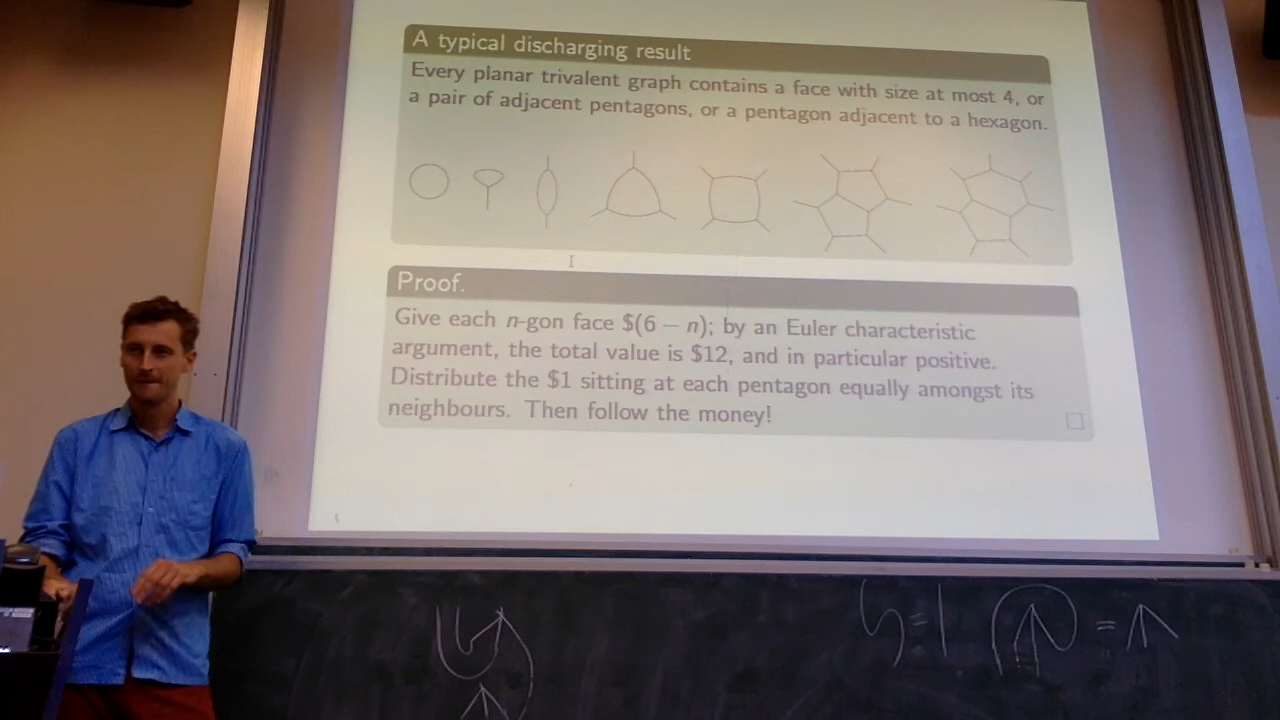 A typical discharging result
Every planar trivalent graph contains a face with size at most 4, or
a pair of adjacent pentagons, or a pentagon adjacent to a hexagon.
Proof.
Give each n-gon face $(6 − n); by an Euler characteristic
argument, the total value is $12, and in particular positive.
Distribute the $1 sitting at each pentagon equally amongst its
neighbours. Then follow the money!